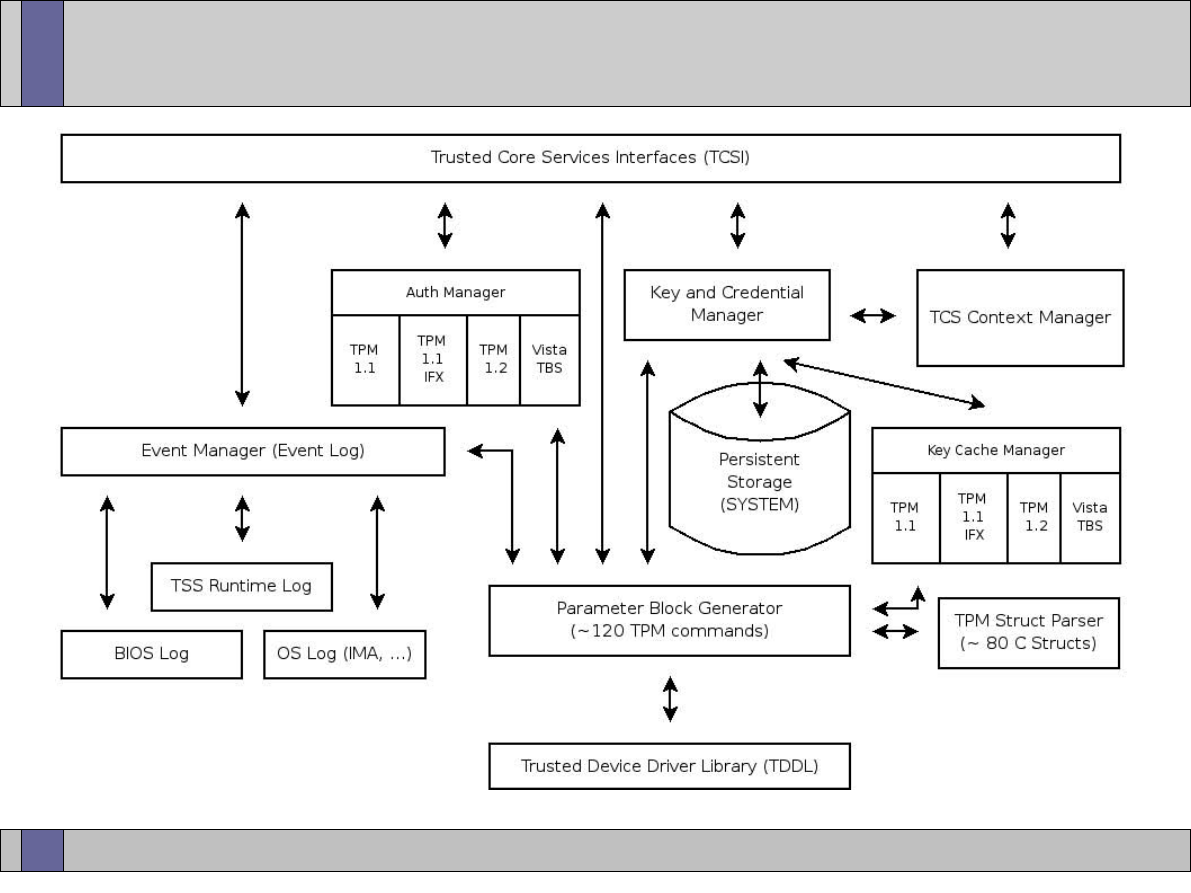 Trusted Core Services Interfaces (TCSI)
Auth Manager
TPM
1.1
TPM
1.1
IFX
TPM
1.2
Vista
TBS
Key and Credential
Manager
TCS Context Manager
Event Manager (Event Log)
Persistent
Storage
(SYSTEM)
Key Cache Manager
TPM
1.1
TPM
1.1
IFX
TPM
1.2
Vista
TBS
TSS Runtime Log
BIOS Log
OS Log (IMA, ...)
Parameter Block Generator
(~120 TPM commands)
TPM Struct Parser
(~ 80 C Structs)
Trusted Device Driver Library (TDDL)